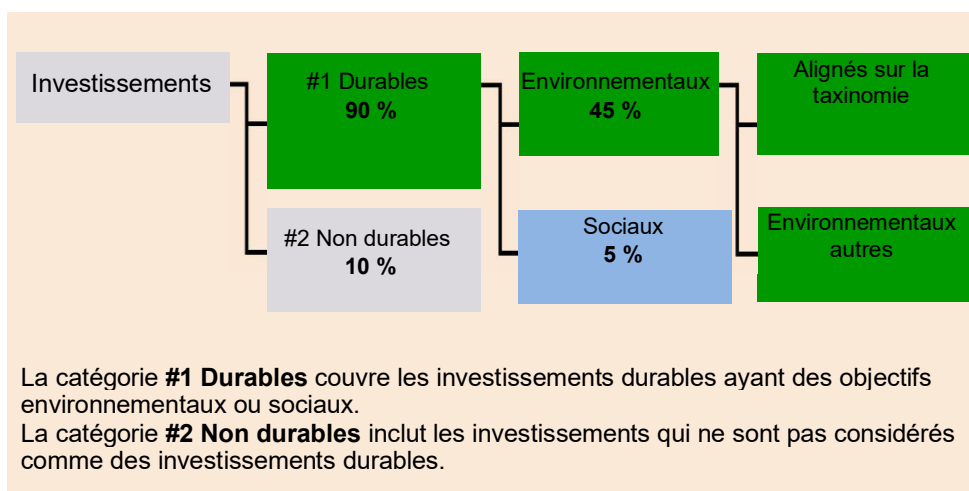 Investissements
#1 Durables
90 %
Environnementaux
45 %
Alignés sur la
taxinomie
#2 Non durables
10 %
Sociaux
5 %
Environnementaux
autres
La catégorie #1 Durables couvre les investissements durables ayant des objectifs
environnementaux ou sociaux.
La catégorie #2 Non durables inclut les investissements qui ne sont pas considérés
comme des investissements durables.